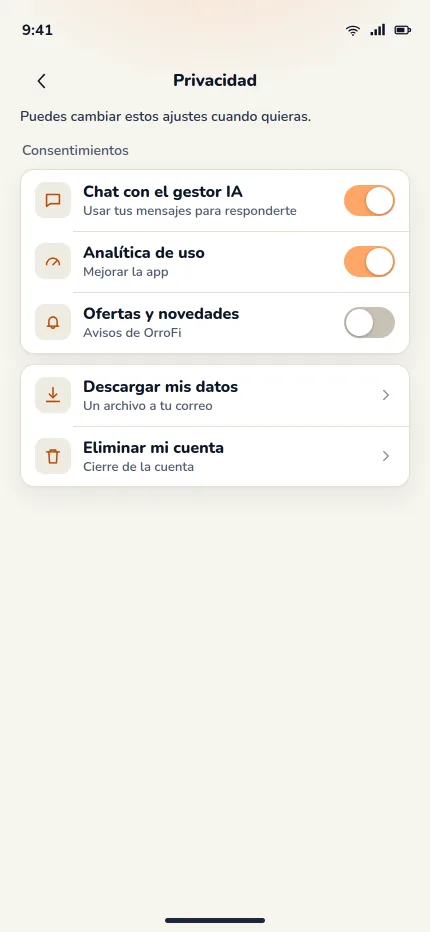 9:41
Privacidad
Puedes cambiar estos ajustes cuando quieras.
Consentimientos
Chat con el gestor IA
Usar tus mensajes para responderte
Analítica de uso
Mejorar la app
Ofertas y novedades
Avisos de OrroFi
Descargar mis datos
Un archivo a tu correo
Eliminar mi cuenta
Cierre de la cuenta